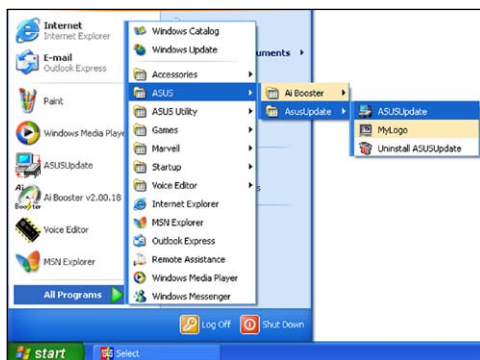 Internet
Internet Explorer
E-mail
Outlook Express
Paint
Windows Media Playe
ASUSUpdate
Ai Booster v2.00.18
Voice Editor
MSN Explorer
All Programs
Windows Catalog
Windows Update
Accessories
ASUS
ASUS Utility
Games
Marvell
Startup
Voice Editor
Internet Explorer
MSN Explorer
Outlook Express
Remote Assistance
Windows Media Player
Windows Messenger
uments
s
Ai Booster
AsusUpdate
ASUSUpdate
MyLogo
Uninstall ASUSUpdate
Log Off
Shut Down
start
Select